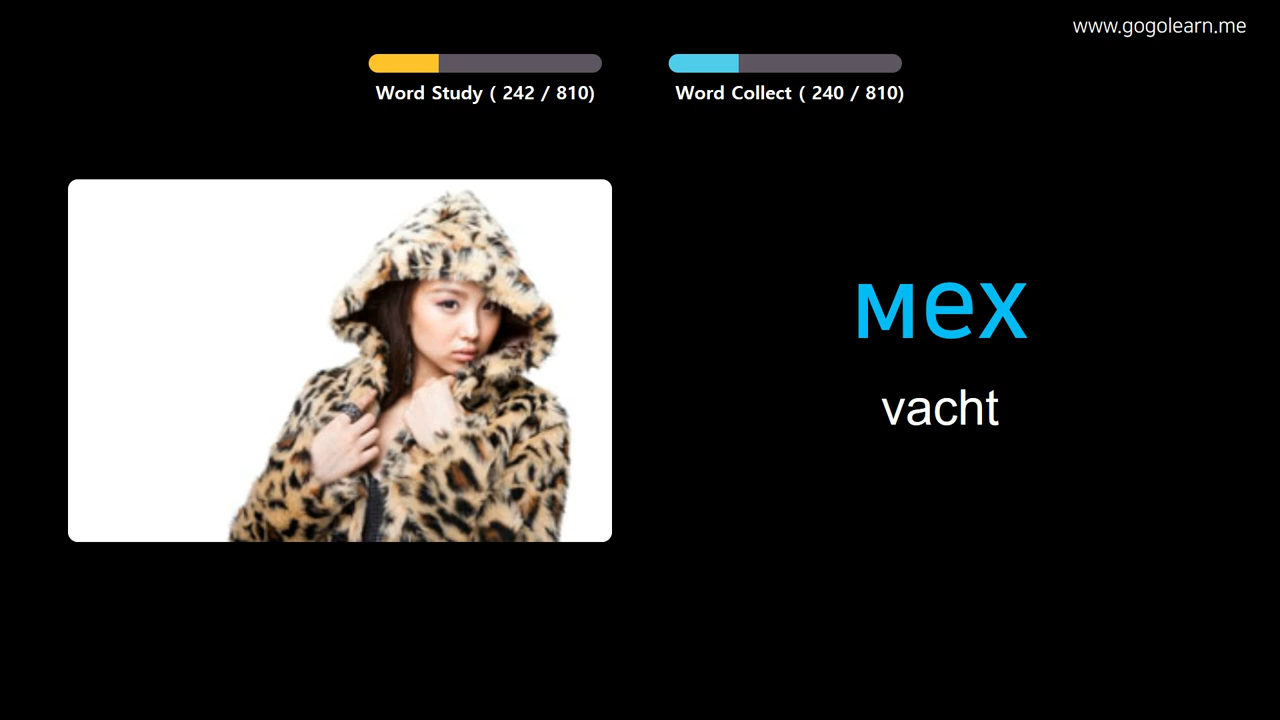 www.gogolearn.me
Word Study ( 242 / 810)
Word Collect ( 240 / 810)
мех
vacht